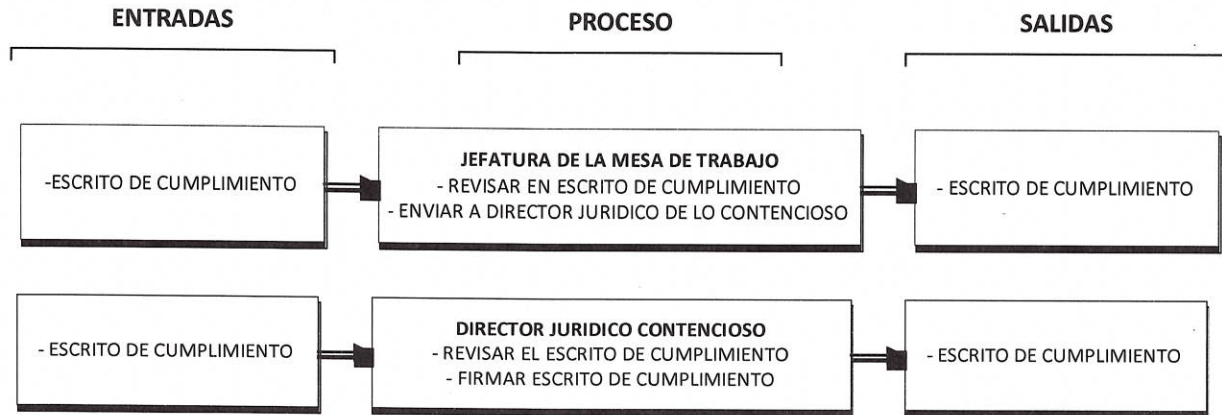 ENTRADAS
PROCESO
SALIDAS
-ESCRITO DE CUMPLIMIENTO
JEFATURA DE LA MESA DE TRABAJO
- REVISAR EN ESCRITO DE CUMPLIMIENTO
- ENVIAR A DIRECTOR JURIDICO DE LO CONTENCIOSO
- ESCRITO DE CUMPLIMIENTO
- ESCRITO DE CUMPLIMIENTO
DIRECTOR JURIDICO CONTENCIOSO
- REVISAR EL ESCRITO DE CUMPLIMIENTO
- FIRMAR ESCRITO DE CUMPLIMIENTO
- ESCRITO DE CUMPLIMIENTO